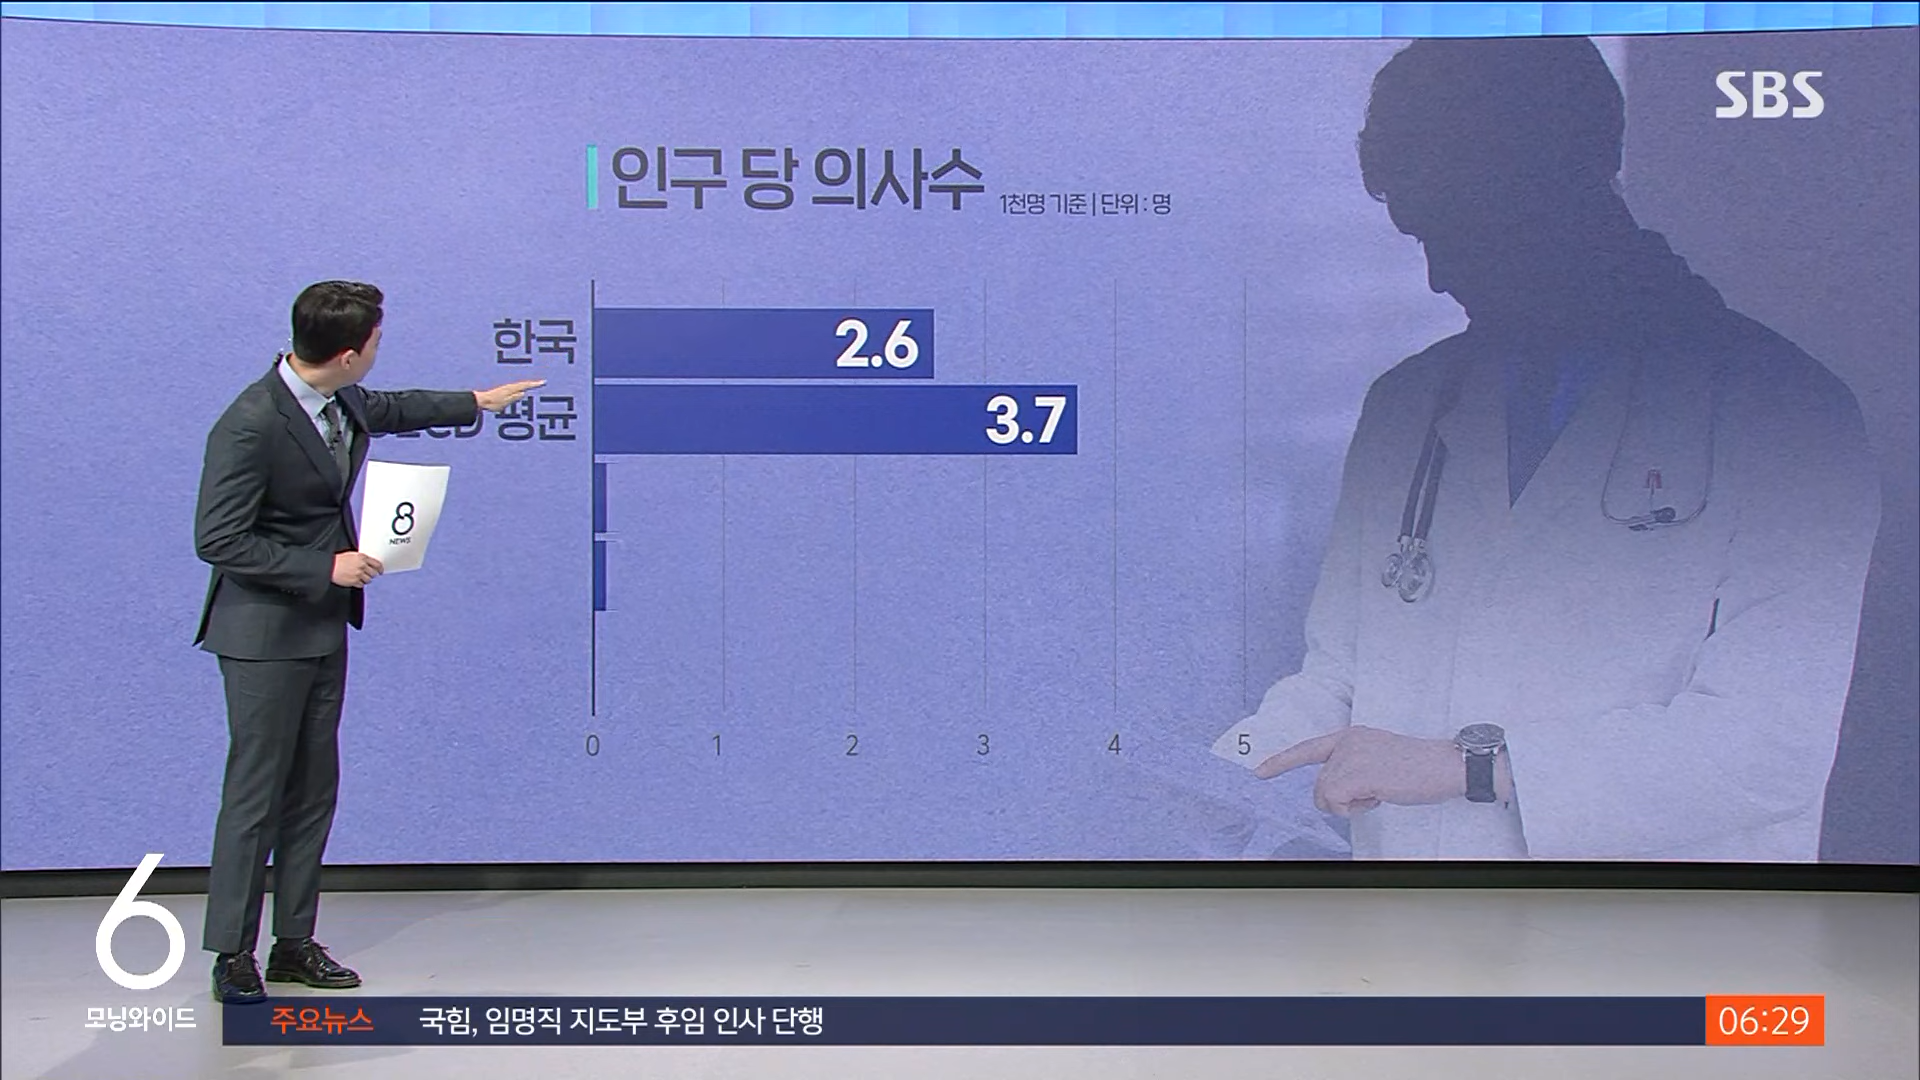 SBS
인구 당 의사수
1천명 기준 | 단위 : 명
한국 2.6
평균 3.7
0 1 2 3 4 5
8
NEWS
6
모닝와이드
주요뉴스 국힘, 임명직 지도부 후임 인사 단행 06:29